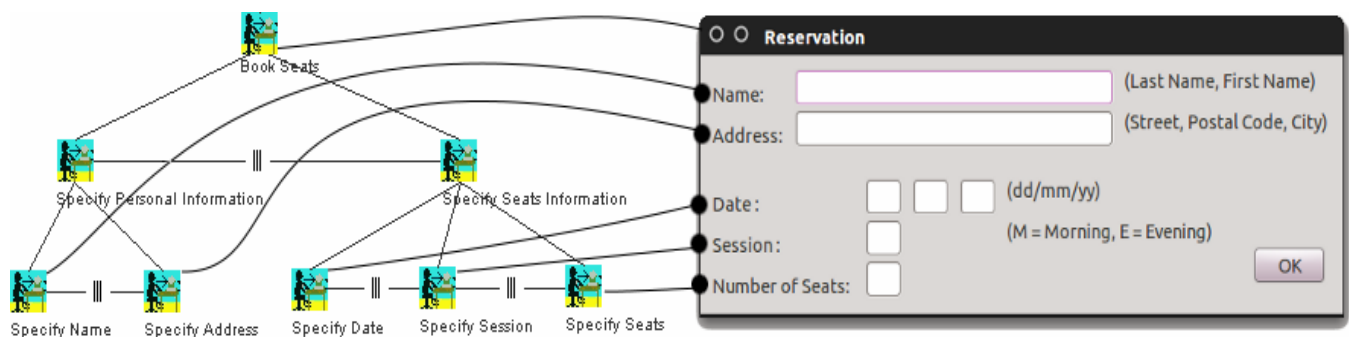 Book Seats
Specify Personal Information
|||
Specify Seats Information
Specify Name
|||
Specify Address
Specify Date
|||
Specify Session
|||
Specify Seats
Reservation
Name:
(Last Name, First Name)
Address:
(Street, Postal Code, City)
Date :
(dd/mm/yy)
Session :
(M = Morning, E = Evening)
Number of Seats:
OK